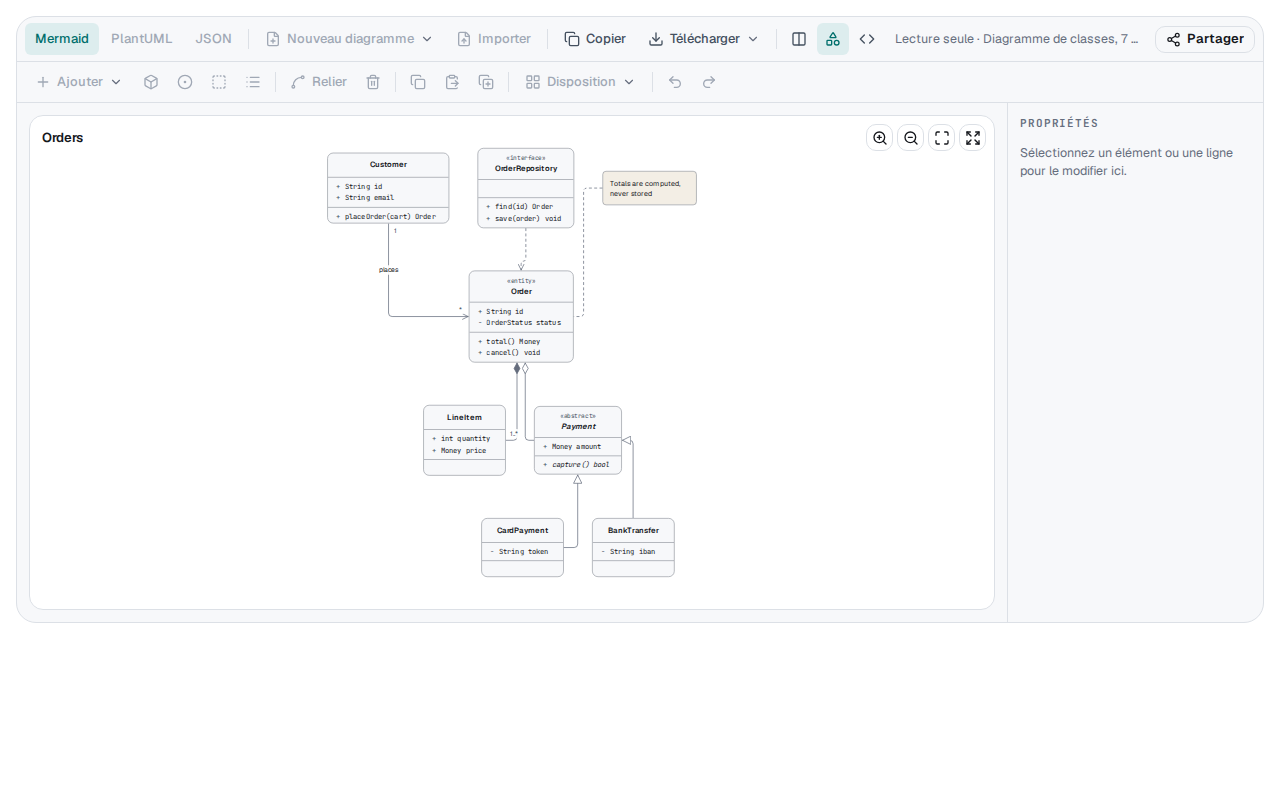 Mermaid PlantUML JSON Nouveau diagramme Importer Copier Télécharger Lecture seule · Diagramme de classes, 7 … Partager
Ajouter Relier Disposition
Orders
PROPRIÉTÉS
Sélectionnez un élément ou une ligne
pour le modifier ici.
Customer
+ String id
+ String email
+ placeOrder(cart) Order
«interface»
OrderRepository
+ find(id) Order
+ save(order) void
Totals are computed,
never stored
1
places
*
«entity»
Order
+ String id
- OrderStatus status
+ total() Money
+ cancel() void
LineItem
+ int quantity
+ Money price
1..*
«abstract»
Payment
+ Money amount
+ capture() bool
CardPayment
- String token
BankTransfer
- String iban